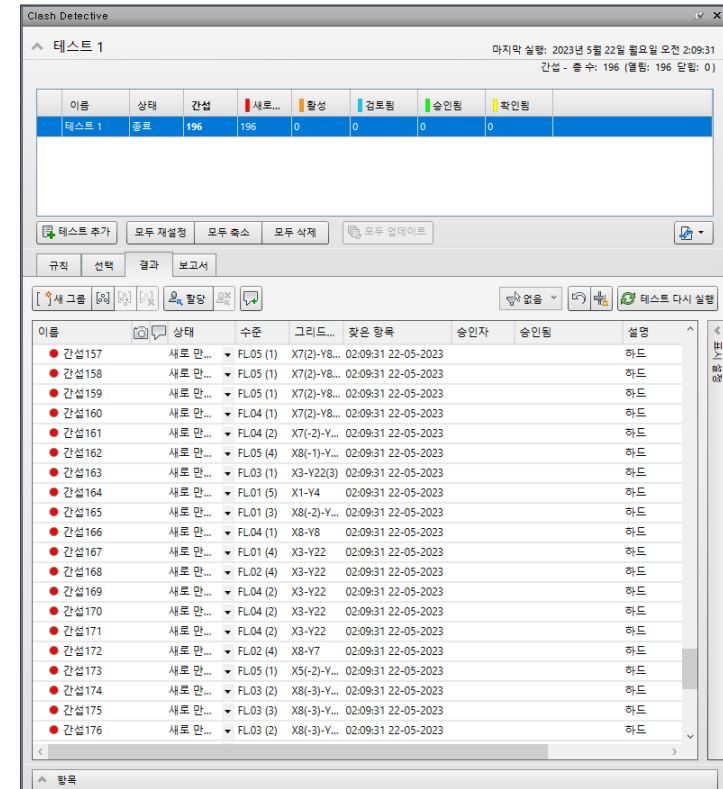 Clash Detective
테스트 1
마지막 실행: 2023년 5월 22일 월요일 오전 2:09:31
간섭 - 총 수: 196 (열림: 196 닫힘: 0)
이름 상태 간섭 새로... 활성 검토됨 승인됨 확인됨
테스트 1 종료 196 196 0 0 0 0
테스트 추가 모두 재설정 모두 축소 모두 삭제 모두 업데이트
규칙 선택 결과 보고서
새 그룹 할당 없음 테스트 다시 실행
이름 상태 수준 그리드... 찾은 항목 승인자 승인됨 설명
표시 설정
간섭157 새로 만... FL.05 (1) X7(2)-Y8... 02:09:31 22-05-2023 하드
간섭158 새로 만... FL.05 (1) X7(2)-Y8... 02:09:31 22-05-2023 하드
간섭159 새로 만... FL.05 (1) X7(2)-Y8... 02:09:31 22-05-2023 하드
간섭160 새로 만... FL.04 (1) X7(2)-Y8... 02:09:31 22-05-2023 하드
간섭161 새로 만... FL.04 (2) X7(-2)-Y... 02:09:31 22-05-2023 하드
간섭162 새로 만... FL.05 (4) X8(-1)-Y... 02:09:31 22-05-2023 하드
간섭163 새로 만... FL.03 (1) X3-Y22(3) 02:09:31 22-05-2023 하드
간섭164 새로 만... FL.01 (5) X1-Y4 02:09:31 22-05-2023 하드
간섭165 새로 만... FL.01 (3) X8(-2)-Y... 02:09:31 22-05-2023 하드
간섭166 새로 만... FL.04 (1) X8-Y8 02:09:31 22-05-2023 하드
간섭167 새로 만... FL.01 (4) X3-Y22 02:09:31 22-05-2023 하드
간섭168 새로 만... FL.02 (4) X3-Y22 02:09:31 22-05-2023 하드
간섭169 새로 만... FL.04 (2) X3-Y22 02:09:31 22-05-2023 하드
간섭170 새로 만... FL.04 (2) X3-Y22 02:09:31 22-05-2023 하드
간섭171 새로 만... FL.04 (2) X3-Y22 02:09:31 22-05-2023 하드
간섭172 새로 만... FL.02 (4) X8-Y7 02:09:31 22-05-2023 하드
간섭173 새로 만... FL.05 (1) X5(-2)-Y... 02:09:31 22-05-2023 하드
간섭174 새로 만... FL.03 (2) X8(-3)-Y... 02:09:31 22-05-2023 하드
간섭175 새로 만... FL.03 (3) X8(-3)-Y... 02:09:31 22-05-2023 하드
간섭176 새로 만... FL.03 (2) X8(-3)-Y... 02:09:31 22-05-2023 하드
항목